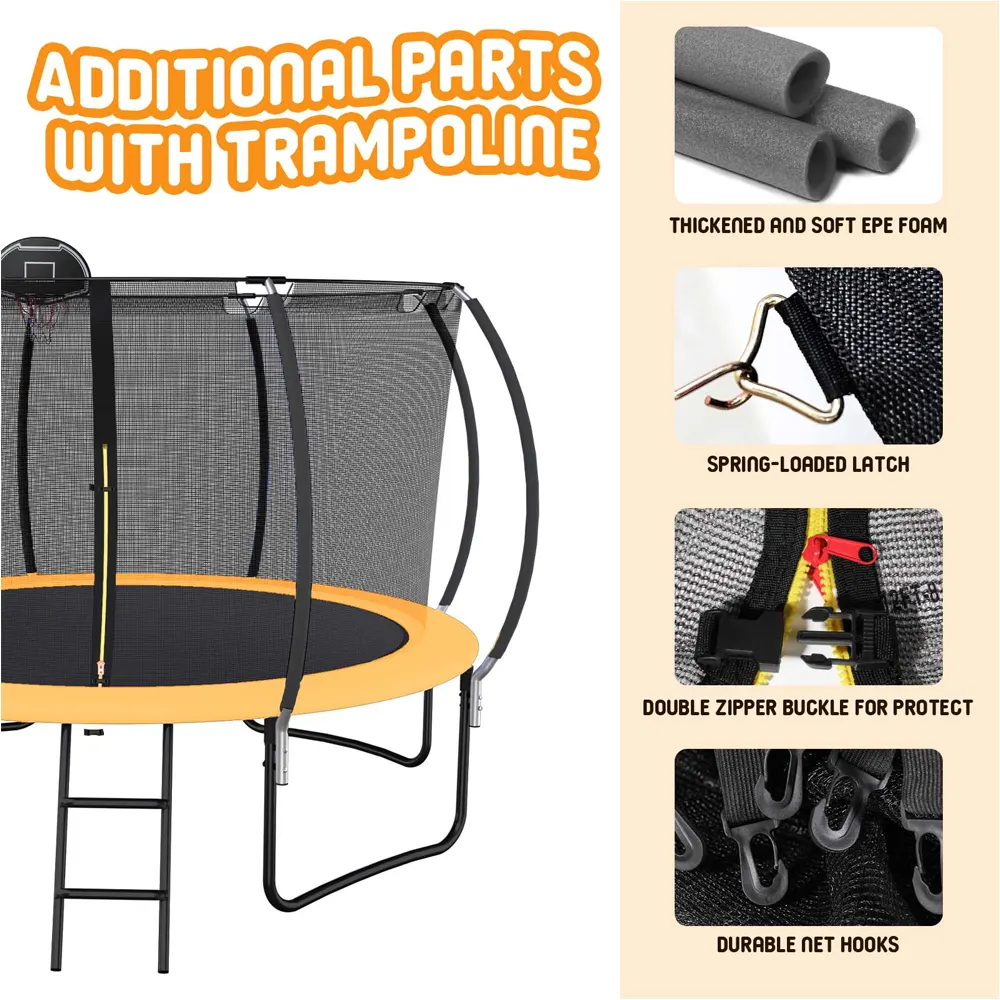 ADDITIONAL PARTS
WITH TRAMPOLINE
THICKENED AND SOFT EPE FOAM
SPRING-LOADED LATCH
DOUBLE ZIPPER BUCKLE FOR PROTECT
DURABLE NET HOOKS